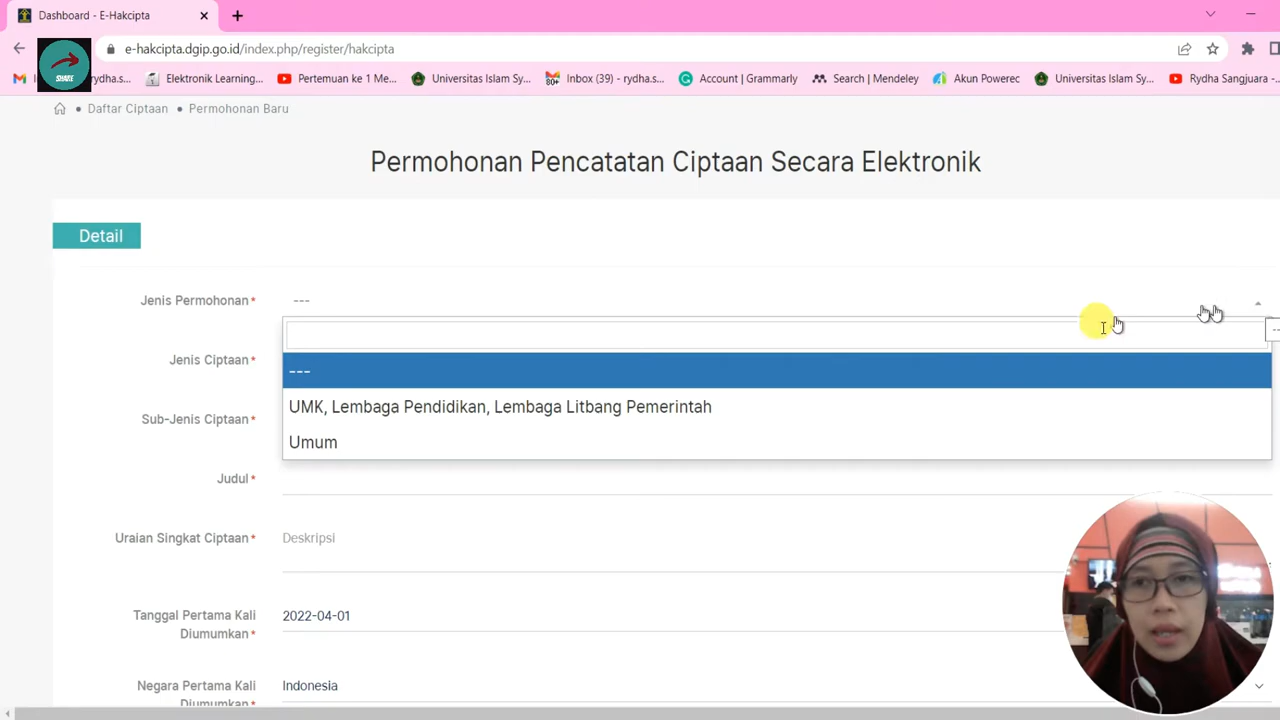 Dashboard - E-Hakcipta
e-hakcipta.dgip.go.id/index.php/register/hakcipta
SHARE
rydha.s...
Elektronik Learning...
Pertemuan ke 1 Me...
Universitas Islam Sy...
80+
Inbox (39) - rydha.s...
Account | Grammarly
Search | Mendeley
Akun Powerec
Universitas Islam Sy...
Rydha Sangjuara -...
Daftar Ciptaan
Permohonan Baru
Permohonan Pencatatan Ciptaan Secara Elektronik
Detail
Jenis Permohonan*
---
---
UMK, Lembaga Pendidikan, Lembaga Litbang Pemerintah
Umum
Jenis Ciptaan*
Sub-Jenis Ciptaan*
Judul*
Uraian Singkat Ciptaan*
Deskripsi
Tanggal Pertama Kali
Diumumkan*
2022-04-01
Negara Pertama Kali
Diumumkan*
Indonesia